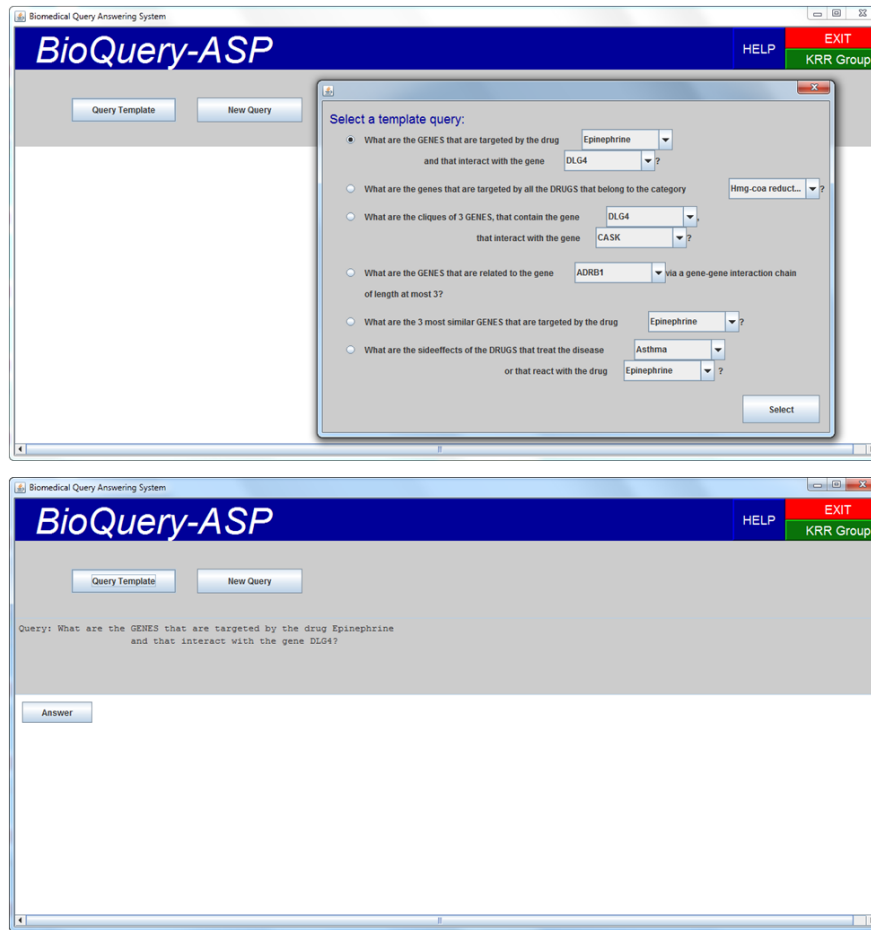 Biomedical Query Answering System
BioQuery-ASP
HELP
EXIT
KRR Group
Query Template
New Query
Select a template query:
What are the GENES that are targeted by the drug Epinephrine
and that interact with the gene DLG4 ?
What are the genes that are targeted by all the DRUGS that belong to the category Hmg-coa reduct... ?
What are the cliques of 3 GENES, that contain the gene DLG4 ,
that interact with the gene CASK ?
What are the GENES that are related to the gene ADRB1 via a gene-gene interaction chain
of length at most 3?
What are the 3 most similar GENES that are targeted by the drug Epinephrine ?
What are the sideeffects of the DRUGS that treat the disease Asthma
or that react with the drug Epinephrine ?
Select
Biomedical Query Answering System
BioQuery-ASP
HELP
EXIT
KRR Group
Query Template
New Query
Query: What are the GENES that are targeted by the drug Epinephrine
and that interact with the gene DLG4?
Answer